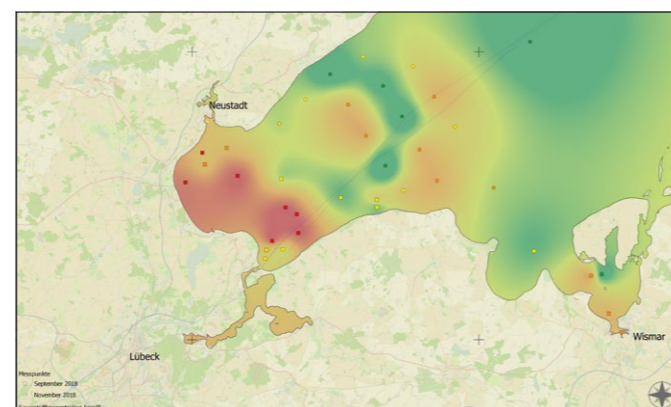 Neustadt
Lübeck
Wismar
Messpunkte
September 2018
November 2018